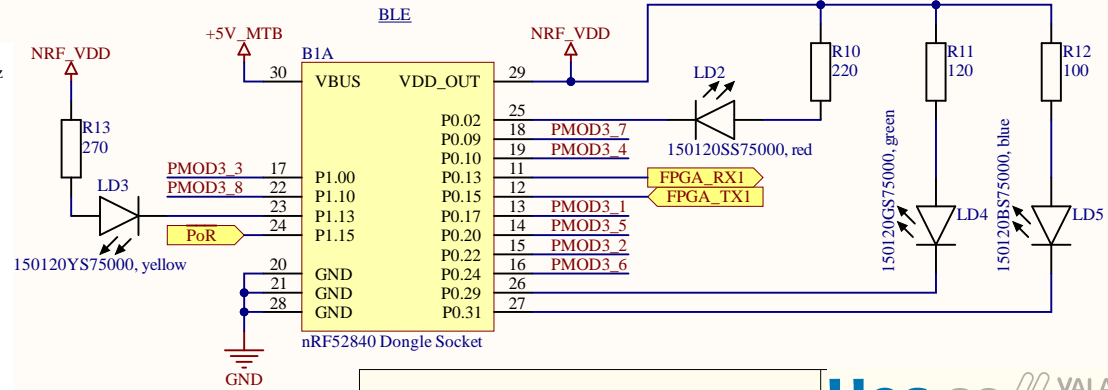 BLE
NRF_VDD
R13
270
LD3
150120YS75000, yellow
+5V_MTB
B1A
NRF_VDD
30 VBUS VDD_OUT 29
P0.02 25
P0.09 18 PMOD3_7
P0.10 19 PMOD3_4
PMOD3_3 17 P1.00 P0.13 11 FPGA_RX1
PMOD3_8 22 P1.10 P0.15 12 FPGA_TX1
23 P1.13 P0.17 13 PMOD3_1
PoR 24 P1.15 P0.20 14 PMOD3_5
P0.22 15 PMOD3_2
20 GND P0.24 16 PMOD3_6
21 GND P0.29 26
28 GND P0.31 27
nRF52840 Dongle Socket
GND
LD2
150120SS75000, red
R10
220
R11
120
R12
100
150120GS75000, green
LD4
150120BS75000, blue
LD5